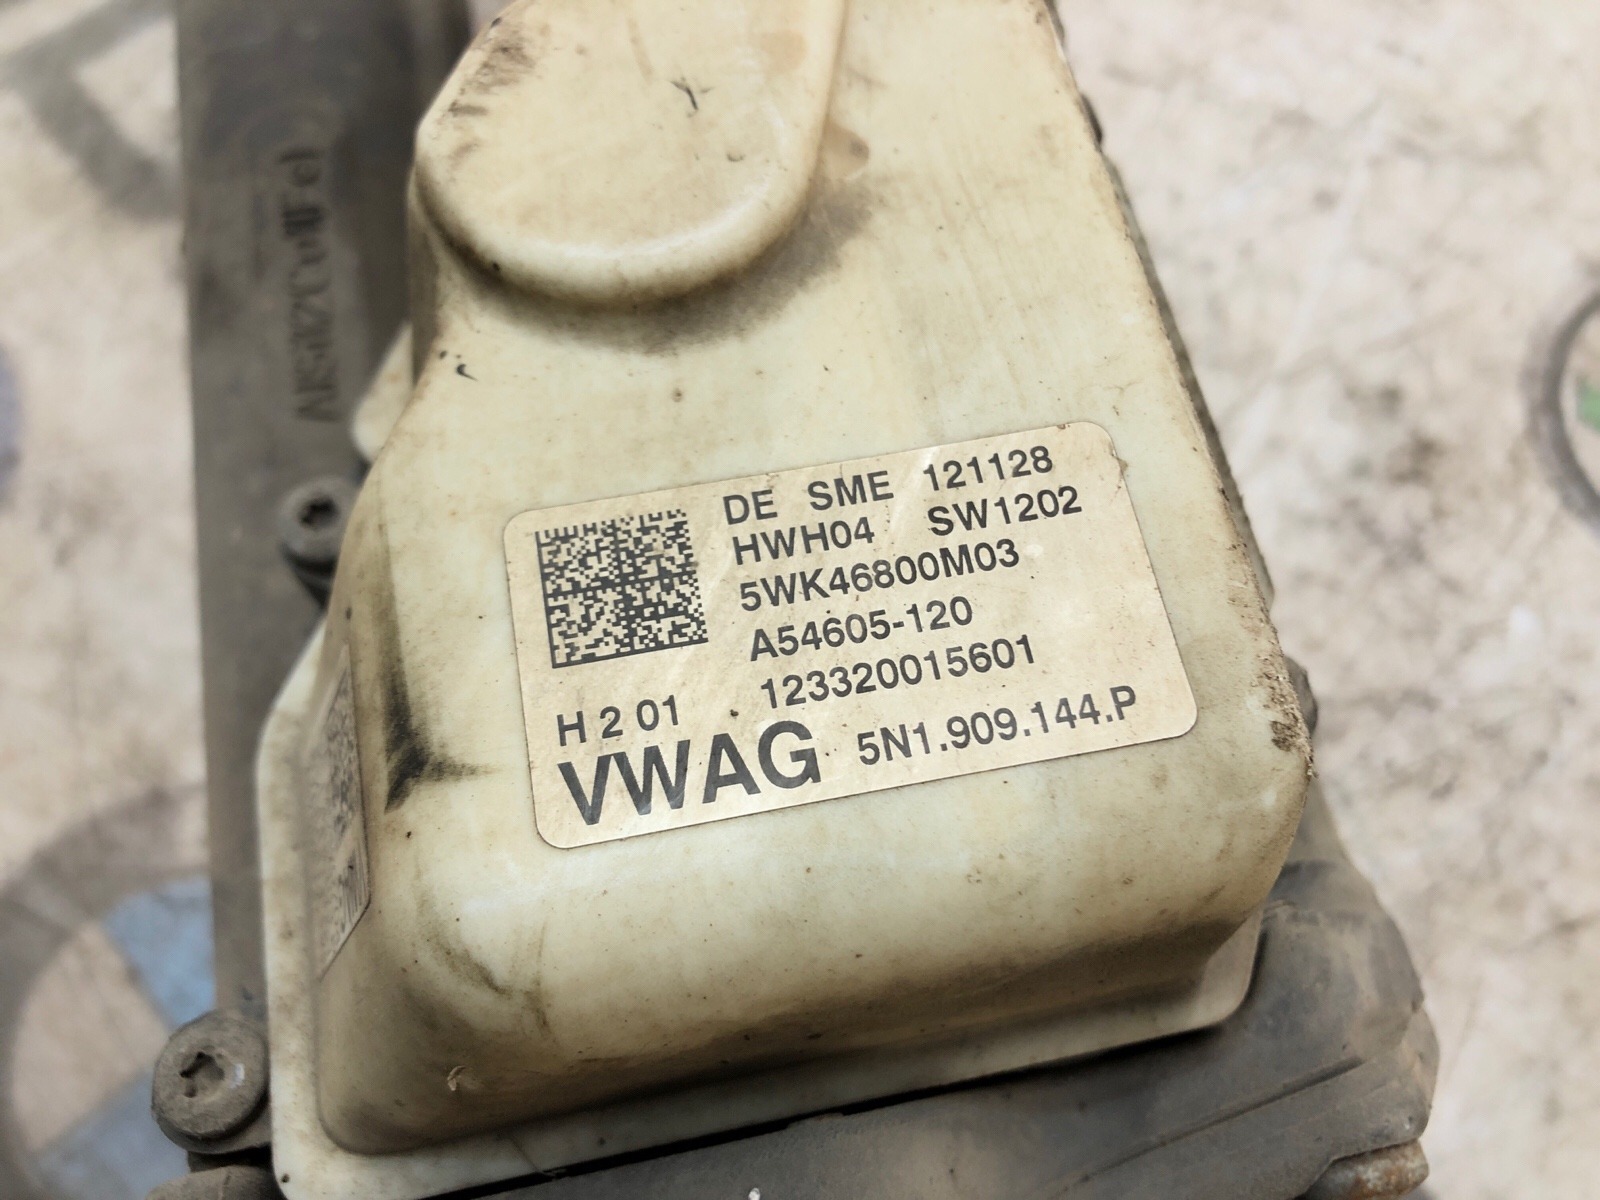 DE SME 121128
HWH04 SW1202
5WK46800M03
A54605-120
123320015601
H 2 01
VWAG 5N1.909.144.P